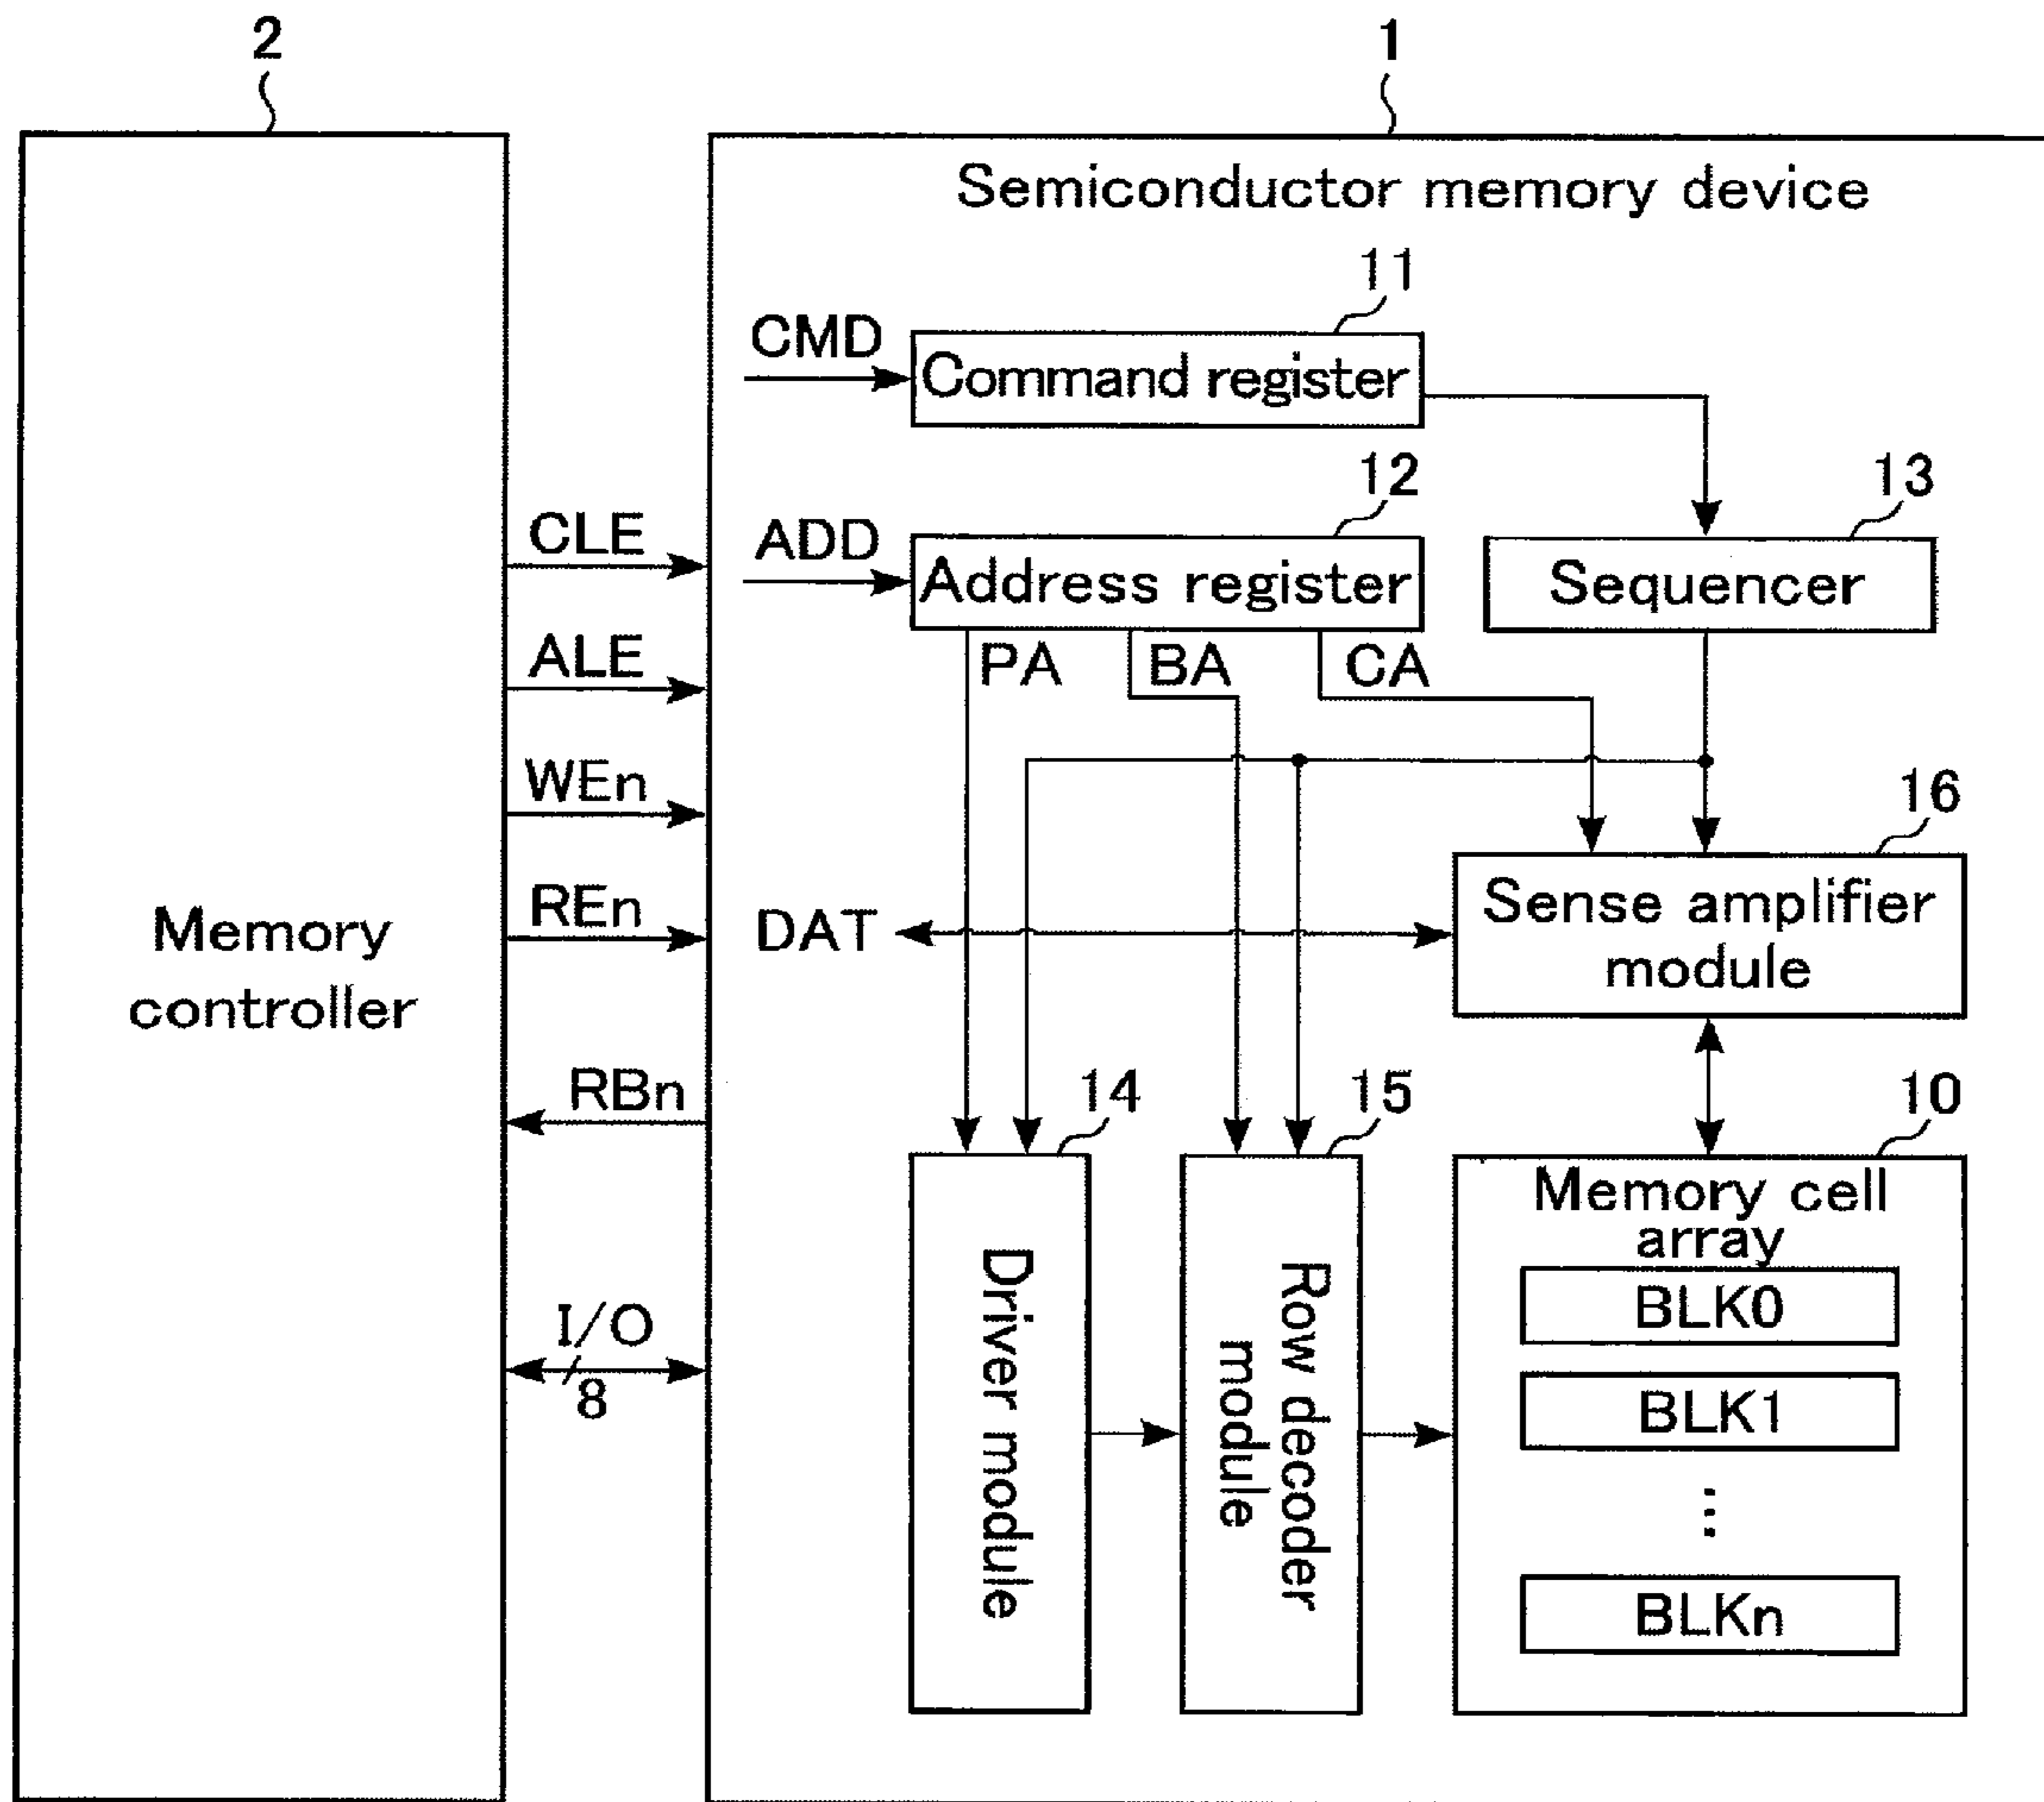 2
1
Semiconductor memory device
11
CMD
Command register
12
13
CLE
ADD
Address register
Sequencer
ALE
PA
BA
CA
WEn
16
REn
DAT
Sense amplifier
module
Memory
controller
RBn
14
15
10
Driver module
Row decoder
module
Memory cell
array
BLK0
I/O
8
BLK1
⋮
BLKn